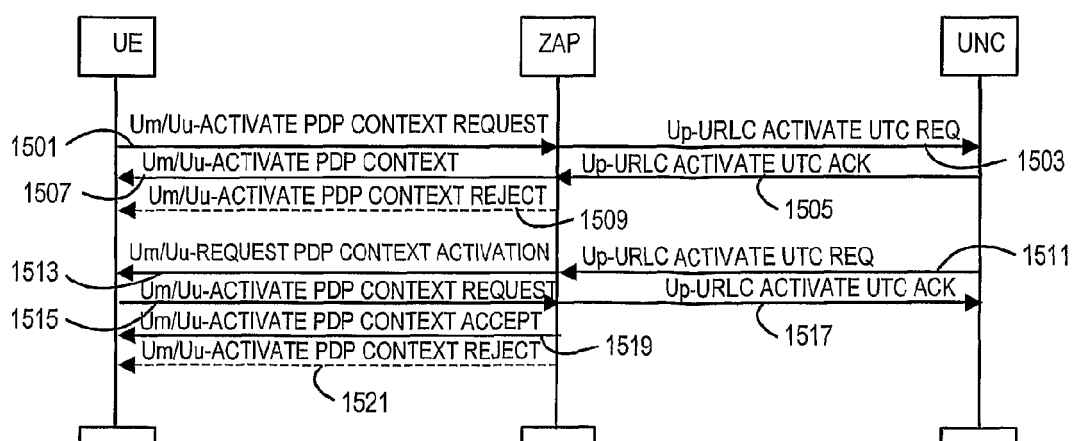 UE ZAP UNC
Um/Uu-ACTIVATE PDP CONTEXT REQUEST Up-URLC ACTIVATE UTC REQ
1501 1503
Um/Uu-ACTIVATE PDP CONTEXT Up-URLC ACTIVATE UTC ACK
1507 1505
Um/Uu-ACTIVATE PDP CONTEXT REJECT
1509
Um/Uu-REQUEST PDP CONTEXT ACTIVATION Up-URLC ACTIVATE UTC REQ
1513 1511
Um/Uu-ACTIVATE PDP CONTEXT REQUEST Up-URLC ACTIVATE UTC ACK
1515 1517
Um/Uu-ACTIVATE PDP CONTEXT ACCEPT
1519
Um/Uu-ACTIVATE PDP CONTEXT REJECT
1521